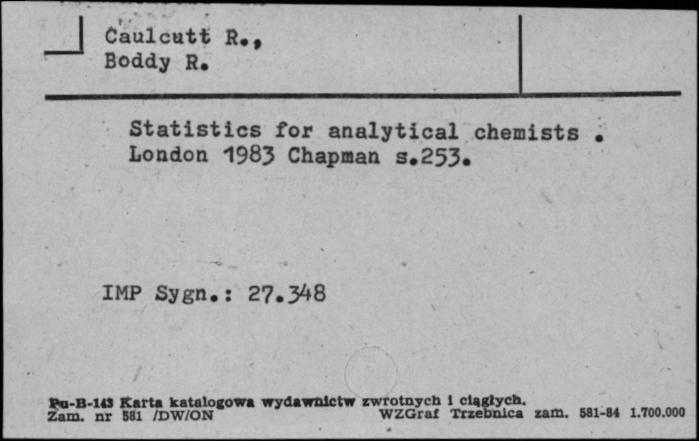 Caulcutt R.,
Boddy R.
Statistics for analytical chemists .
London 1983 Chapman s.253.
IMP Sygn.: 27.348
Pu-B-143 Karta katalogowa wydawnictw zwrotnych i ciągłych.
Zam. nr 581 /DW/ON WZGraf Trzebnica zam. 581-84 1.700.000